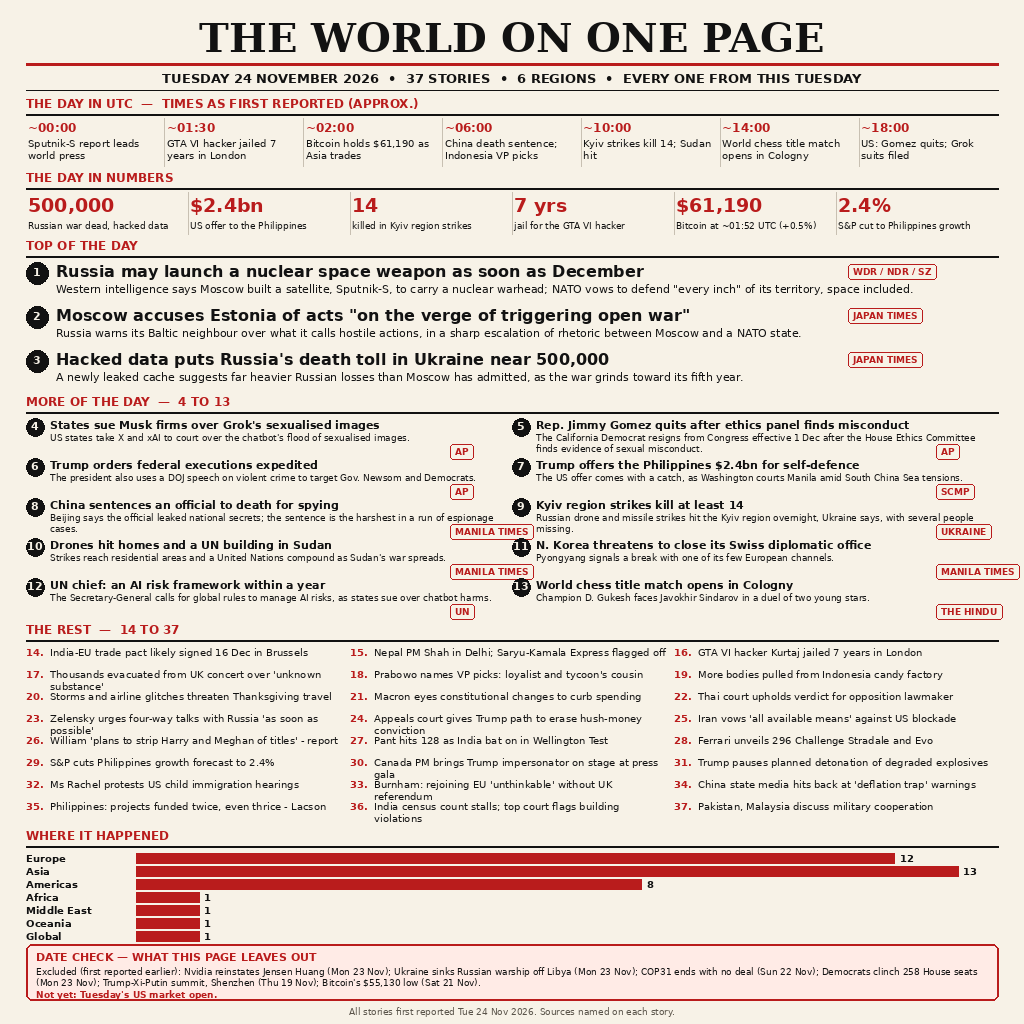 THE WORLD ON ONE PAGE
TUESDAY 24 NOVEMBER 2026 • 37 STORIES • 6 REGIONS • EVERY ONE FROM THIS TUESDAY
THE DAY IN UTC — TIMES AS FIRST REPORTED (APPROX.)
~00:00
Sputnik-S report leads
world press
~01:30
GTA VI hacker jailed 7
years in London
~02:00
Bitcoin holds $61,190 as
Asia trades
~06:00
China death sentence;
Indonesia VP picks
~10:00
Kyiv strikes kill 14; Sudan
hit
~14:00
World chess title match
opens in Cologny
~18:00
US: Gomez quits; Grok
suits filed
THE DAY IN NUMBERS
500,000
Russian war dead, hacked data
$2.4bn
US offer to the Philippines
14
killed in Kyiv region strikes
7 yrs
jail for the GTA VI hacker
$61,190
Bitcoin at ~01:52 UTC (+0.5%)
2.4%
S&P cut to Philippines growth
TOP OF THE DAY
1 Russia may launch a nuclear space weapon as soon as December
WDR / NDR / SZ
Western intelligence says Moscow built a satellite, Sputnik-S, to carry a nuclear warhead; NATO vows to defend "every inch" of its territory, space included.
2 Moscow accuses Estonia of acts "on the verge of triggering open war"
JAPAN TIMES
Russia warns its Baltic neighbour over what it calls hostile actions, in a sharp escalation of rhetoric between Moscow and a NATO state.
3 Hacked data puts Russia's death toll in Ukraine near 500,000
JAPAN TIMES
A newly leaked cache suggests far heavier Russian losses than Moscow has admitted, as the war grinds toward its fifth year.
MORE OF THE DAY — 4 TO 13
4 States sue Musk firms over Grok's sexualised images
US states take X and xAI to court over the chatbot's flood of sexualised images.
AP
5 Rep. Jimmy Gomez quits after ethics panel finds misconduct
The California Democrat resigns from Congress effective 1 Dec after the House Ethics Committee
finds evidence of sexual misconduct.
AP
6 Trump orders federal executions expedited
The president also uses a DOJ speech on violent crime to target Gov. Newsom and Democrats.
AP
7 Trump offers the Philippines $2.4bn for self-defence
The US offer comes with a catch, as Washington courts Manila amid South China Sea tensions.
SCMP
8 China sentences an official to death for spying
Beijing says the official leaked national secrets; the sentence is the harshest in a run of espionage
cases.
MANILA TIMES
9 Kyiv region strikes kill at least 14
Russian drone and missile strikes hit the Kyiv region overnight, Ukraine says, with several people
missing.
UKRAINE
10 Drones hit homes and a UN building in Sudan
Strikes reach residential areas and a United Nations compound as Sudan's war spreads.
MANILA TIMES
11 N. Korea threatens to close its Swiss diplomatic office
Pyongyang signals a break with one of its few European channels.
MANILA TIMES
12 UN chief: an AI risk framework within a year
The Secretary-General calls for global rules to manage AI risks, as states sue over chatbot harms.
UN
13 World chess title match opens in Cologny
Champion D. Gukesh faces Javokhir Sindarov in a duel of two young stars.
THE HINDU
THE REST — 14 TO 37
14. India-EU trade pact likely signed 16 Dec in Brussels
15. Nepal PM Shah in Delhi; Saryu-Kamala Express flagged off
16. GTA VI hacker Kurtaj jailed 7 years in London
17. Thousands evacuated from UK concert over 'unknown
substance'
18. Prabowo names VP picks: loyalist and tycoon's cousin
19. More bodies pulled from Indonesia candy factory
20. Storms and airline glitches threaten Thanksgiving travel
21. Macron eyes constitutional changes to curb spending
22. Thai court upholds verdict for opposition lawmaker
23. Zelensky urges four-way talks with Russia 'as soon as
possible'
24. Appeals court gives Trump path to erase hush-money
conviction
25. Iran vows 'all available means' against US blockade
26. William 'plans to strip Harry and Meghan of titles' - report
27. Pant hits 128 as India bat on in Wellington Test
28. Ferrari unveils 296 Challenge Stradale and Evo
29. S&P cuts Philippines growth forecast to 2.4%
30. Canada PM brings Trump impersonator on stage at press
gala
31. Trump pauses planned detonation of degraded explosives
32. Ms Rachel protests US child immigration hearings
33. Burnham: rejoining EU 'unthinkable' without UK
referendum
34. China state media hits back at 'deflation trap' warnings
35. Philippines: projects funded twice, even thrice - Lacson
36. India census count stalls; top court flags building
violations
37. Pakistan, Malaysia discuss military cooperation
WHERE IT HAPPENED
Europe 12
Asia 13
Americas 8
Africa 1
Middle East 1
Oceania 1
Global 1
DATE CHECK — WHAT THIS PAGE LEAVES OUT
Excluded (first reported earlier): Nvidia reinstates Jensen Huang (Mon 23 Nov); Ukraine sinks Russian warship off Libya (Mon 23 Nov); COP31 ends with no deal (Sun 22 Nov); Democrats clinch 258 House seats
(Mon 23 Nov); Trump-Xi-Putin summit, Shenzhen (Thu 19 Nov); Bitcoin's $55,130 low (Sat 21 Nov).
Not yet: Tuesday's US market open.
All stories first reported Tue 24 Nov 2026. Sources named on each story.